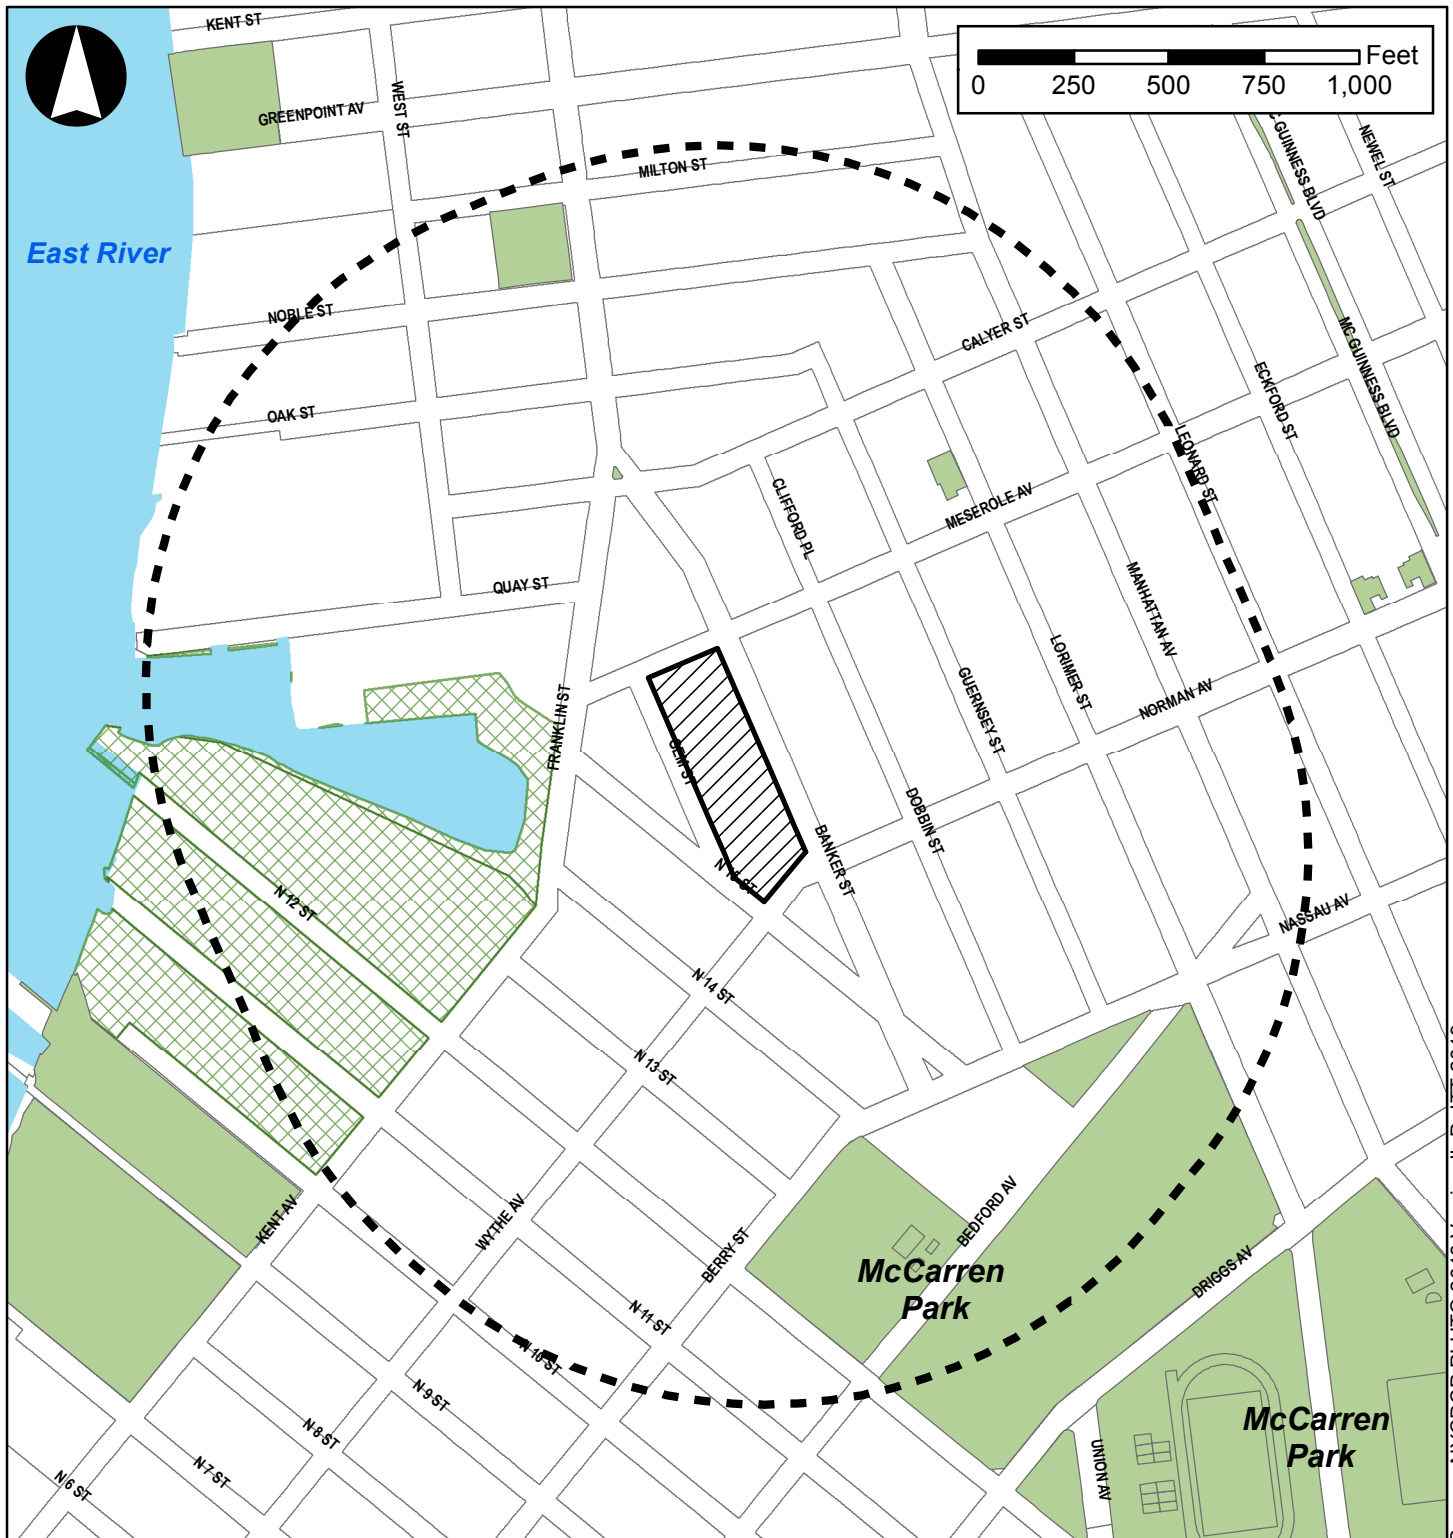 KENT ST
Feet
0 250 500 750 1,000
WEST ST
GREENPOINT AV
GUINNESS BLVD
NEWEL ST
MILTON ST
East River
NOBLE ST
CALYER ST
MC GUINNESS BLVD
ECKFORD ST
OAK ST
LEONARD ST
CLIFFORD PL
MESEROLE AV
QUAY ST
MANHATTAN AV
LORIMER ST
GUERNSEY ST
NORMAN AV
FRANKLIN ST
GEM ST
DOBBIN ST
BANKER ST
N 15 ST
N 12 ST
NASSAU AV
N 14 ST
N 13 ST
BEDFORD AV
KENT AV
WYTHE AV
BERRY ST
McCarren
Park
DRIGGS AV
N 11 ST
N 10 ST
N 9 ST
N 8 ST
N 7 ST
N 6 ST
McCarren
Park
UNION AV